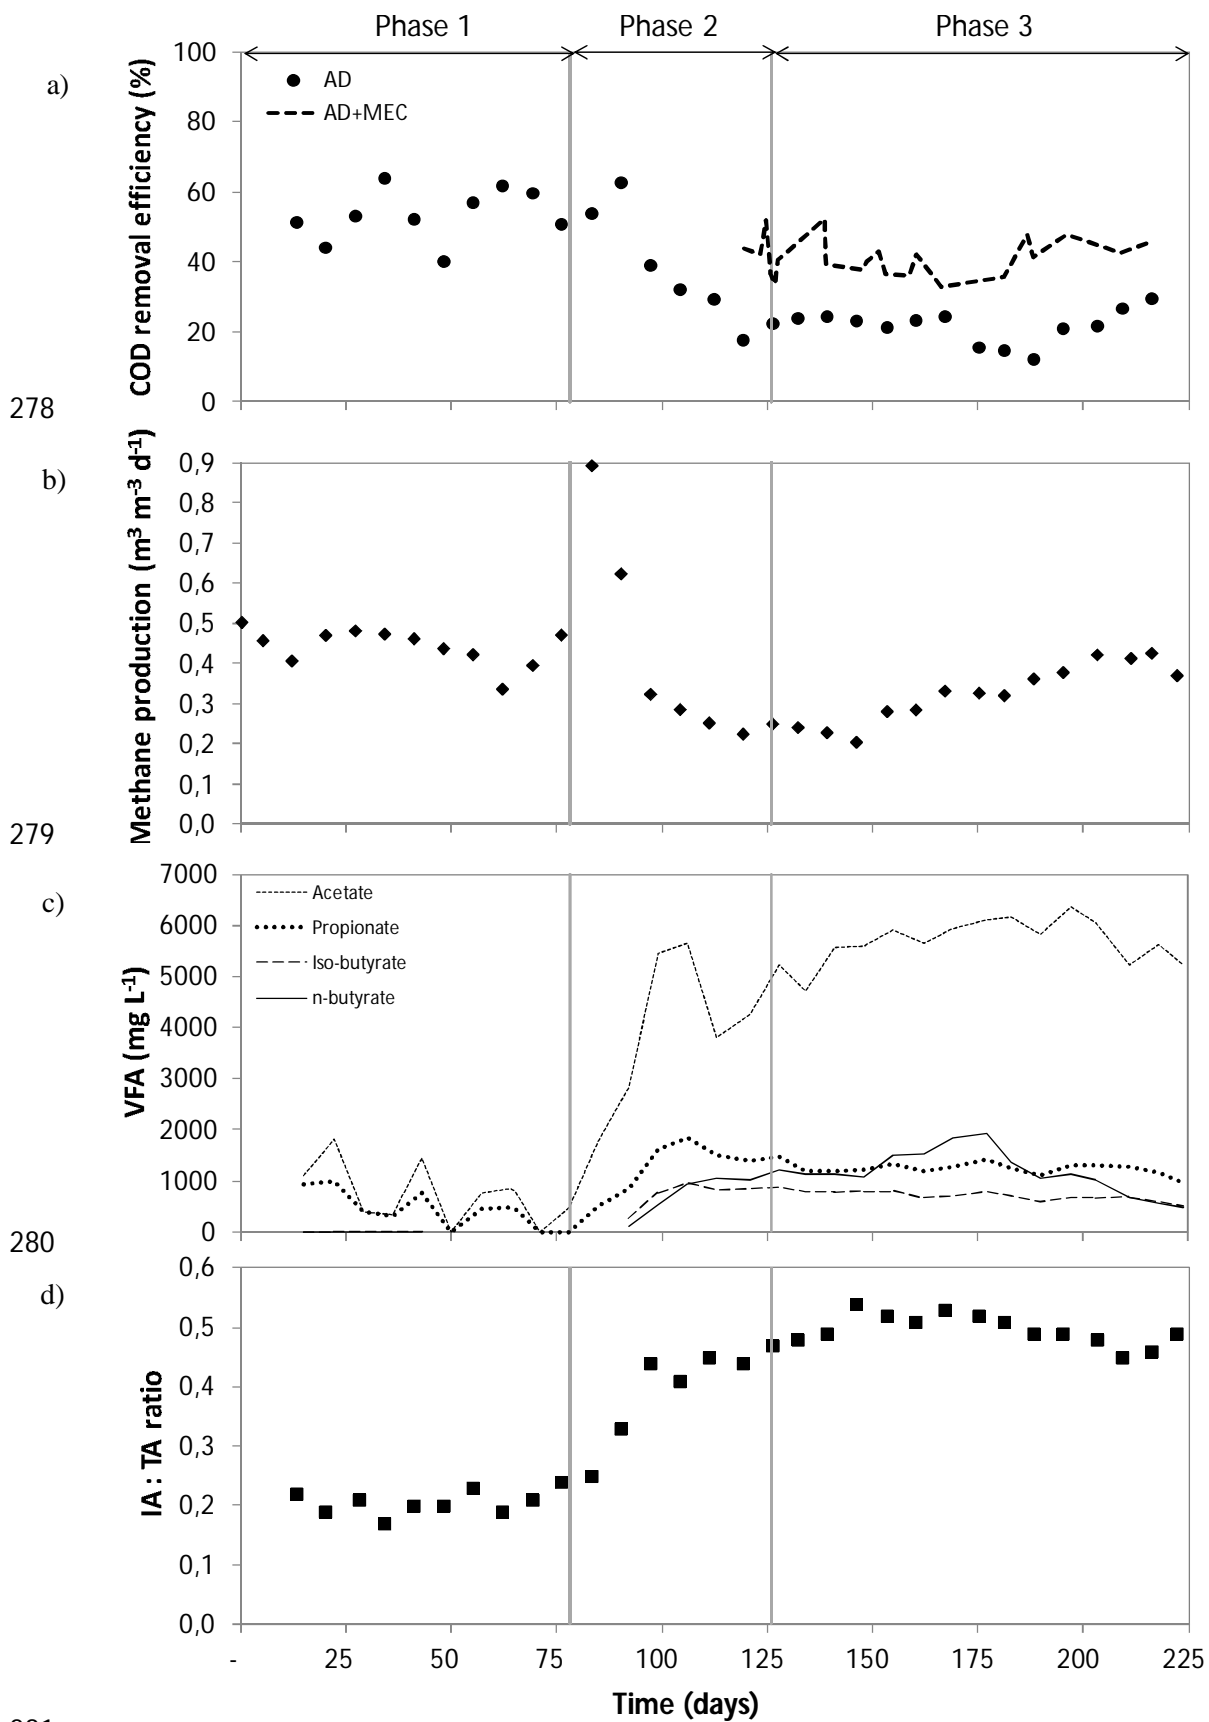 Phase 1 Phase 2 Phase 3
a)
COD removal efficiency (%)
100
80
60
40
20
0
AD
AD+MEC
278
b)
Methane production (m³ m⁻³ d⁻¹)
0,9
0,8
0,7
0,6
0,5
0,4
0,3
0,2
0,1
0,0
279
c)
VFA (mg L⁻¹)
7000
6000
5000
4000
3000
2000
1000
0
Acetate
Propionate
Iso-butyrate
n-butyrate
280
d)
IA : TA ratio
0,6
0,5
0,4
0,3
0,2
0,1
0,0
- 25 50 75 100 125 150 175 200 225
Time (days)